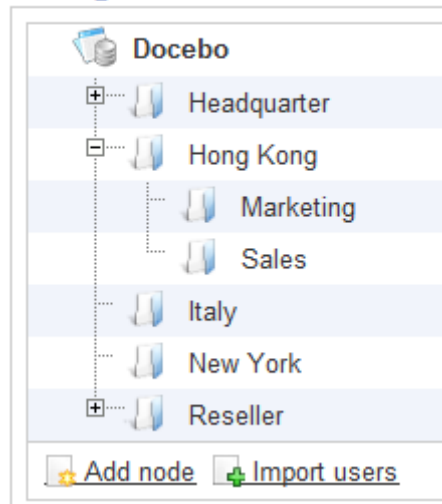 Docebo
Headquarter
Hong Kong
Marketing
Sales
Italy
New York
Reseller
Add node Import users